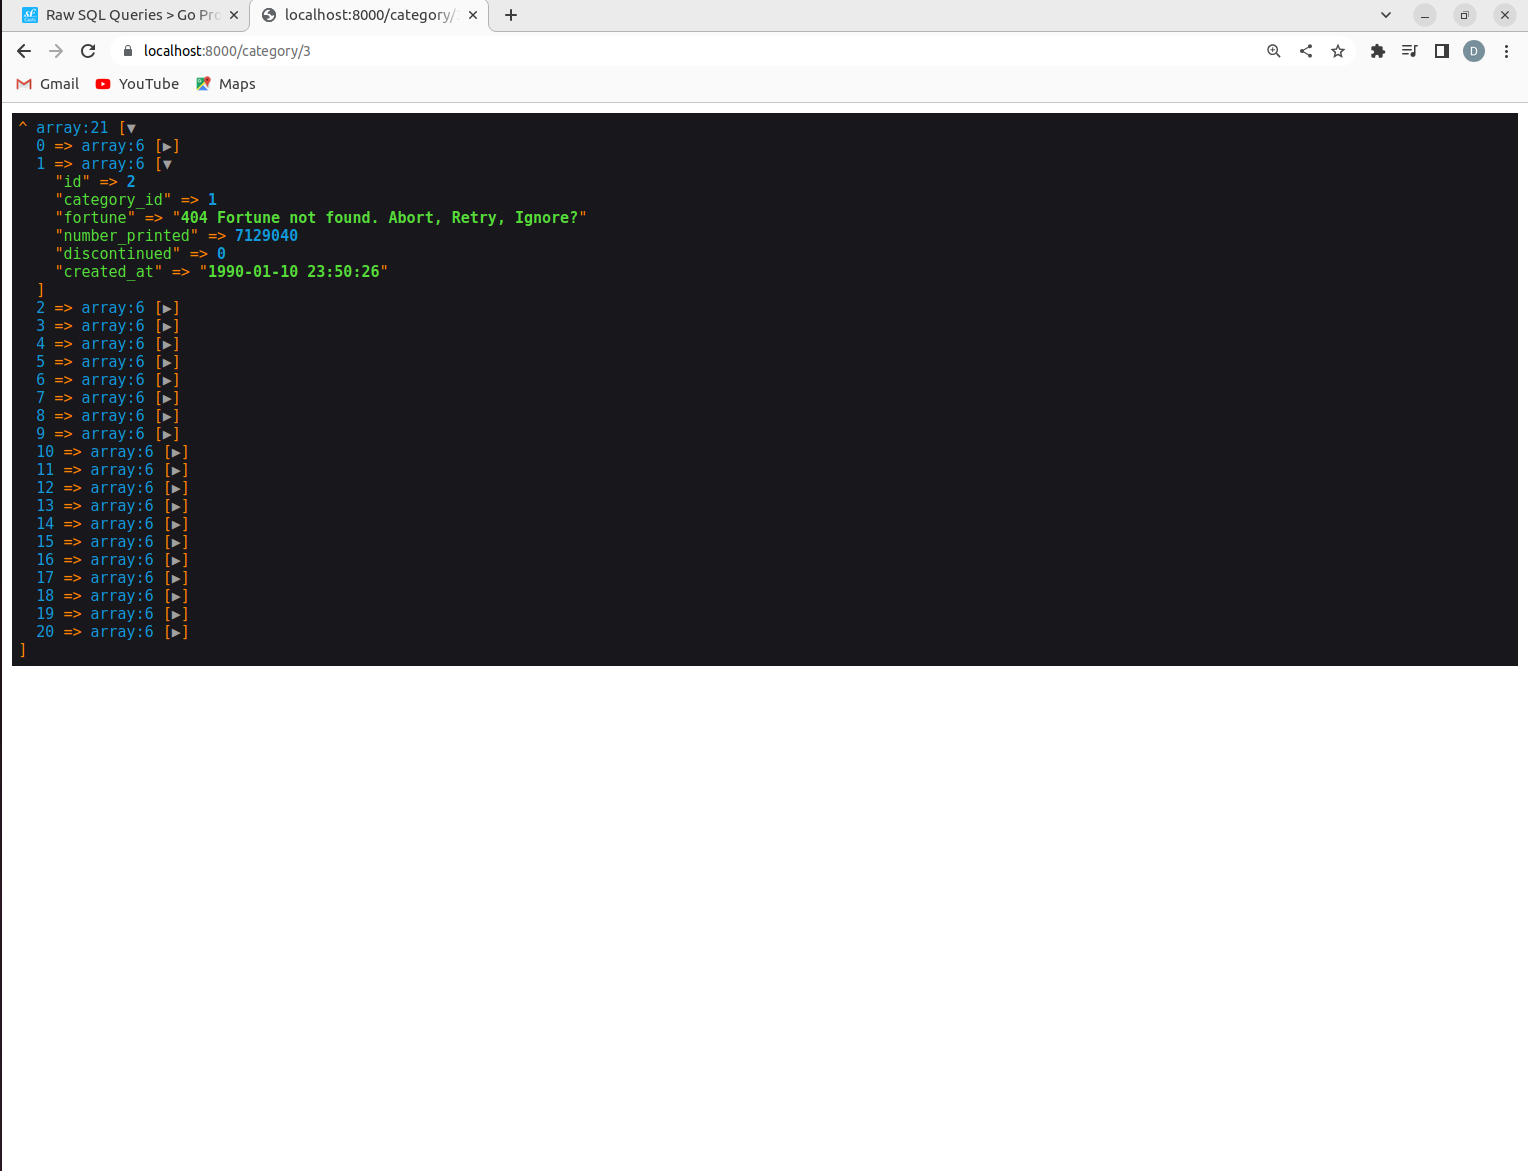 Raw SQL Queries > Go Pro
localhost:8000/category/
localhost:8000/category/3
D
Gmail
YouTube
Maps
^ array:21 [▼
0 => array:6 [▶]
1 => array:6 [▼
"id" => 2
"category_id" => 1
"fortune" => "404 Fortune not found. Abort, Retry, Ignore?"
"number_printed" => 7129040
"discontinued" => 0
"created_at" => "1990-01-10 23:50:26"
]
2 => array:6 [▶]
3 => array:6 [▶]
4 => array:6 [▶]
5 => array:6 [▶]
6 => array:6 [▶]
7 => array:6 [▶]
8 => array:6 [▶]
9 => array:6 [▶]
10 => array:6 [▶]
11 => array:6 [▶]
12 => array:6 [▶]
13 => array:6 [▶]
14 => array:6 [▶]
15 => array:6 [▶]
16 => array:6 [▶]
17 => array:6 [▶]
18 => array:6 [▶]
19 => array:6 [▶]
20 => array:6 [▶]
]